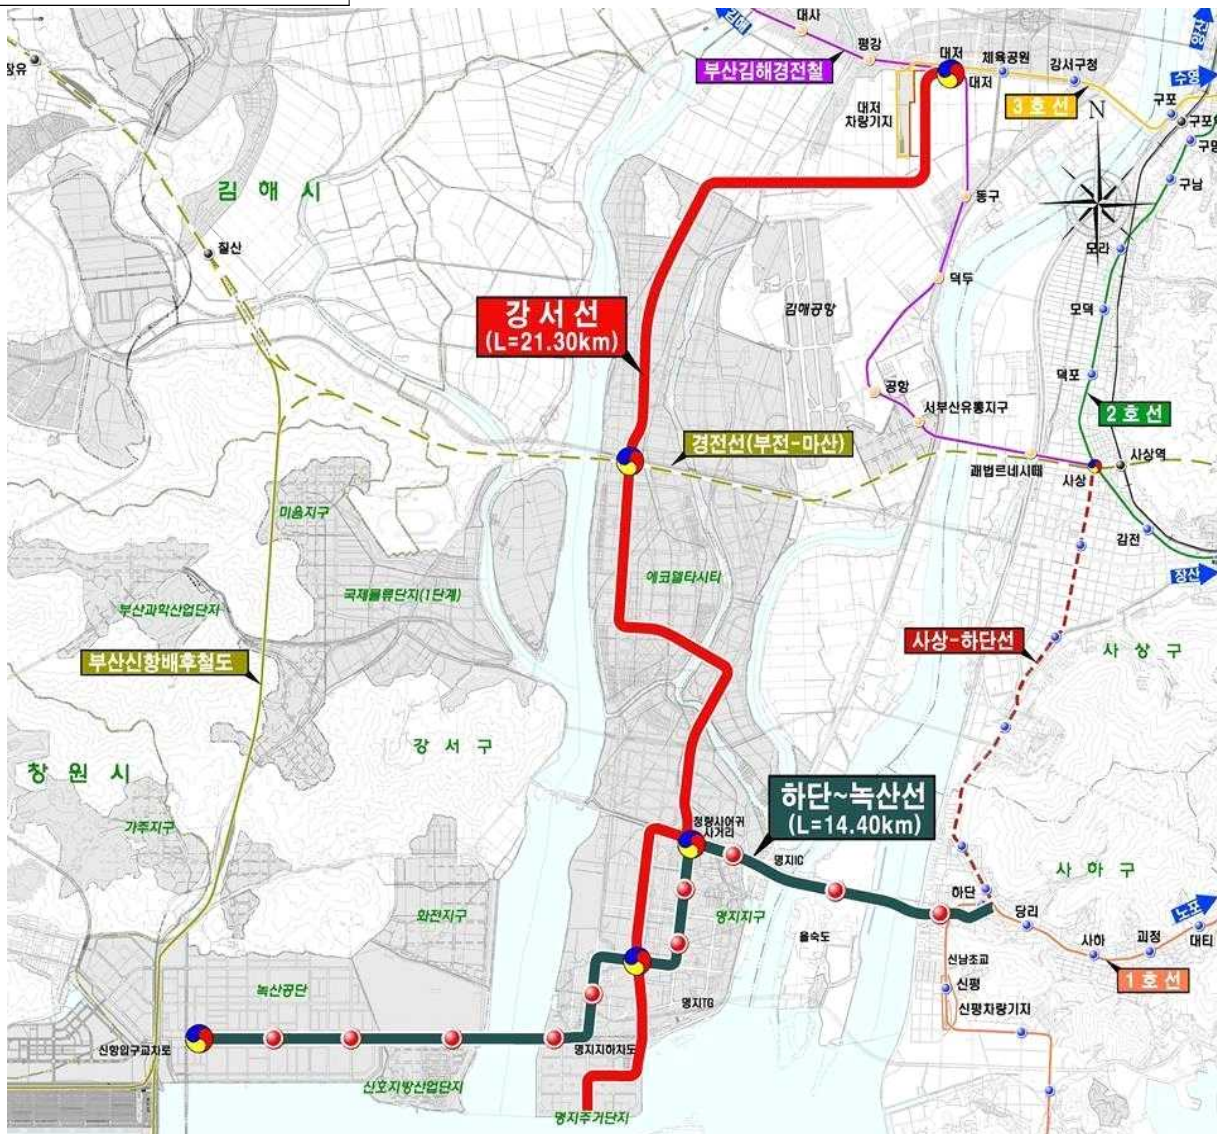 김해
대사
평강
대저
체육공원
강서구청
양산
수영
부산김해경전철
대저
3호선
구포
장유
대저
차량기지
N
구남
김 해 시
동구
칠산
모라
덕두
강서선
(L=21.30km)
김해공항
모덕
덕포
공항
서부산유통지구
2호선
경전선(부전-마산)
괘법르네시떼
사상
사상역
미음지구
감전
에코델타시티
장산
국제물류단지(1단계)
부산과학산업단지
사상-하단선
사 상 구
부산신항배후철도
강 서 구
창 원 시
하단~녹산선
(L=14.40km)
가주지구
사거리
명지IC
사 하 구
하단
노포
화전지구
명지지구
당리
사하
괴정
대티
을숙도
신남초교
1호선
녹산공단
신평
명지TG
신평차량기지
신항입구교차로
명지지하차도
신호지방산업단지
명지주거단지